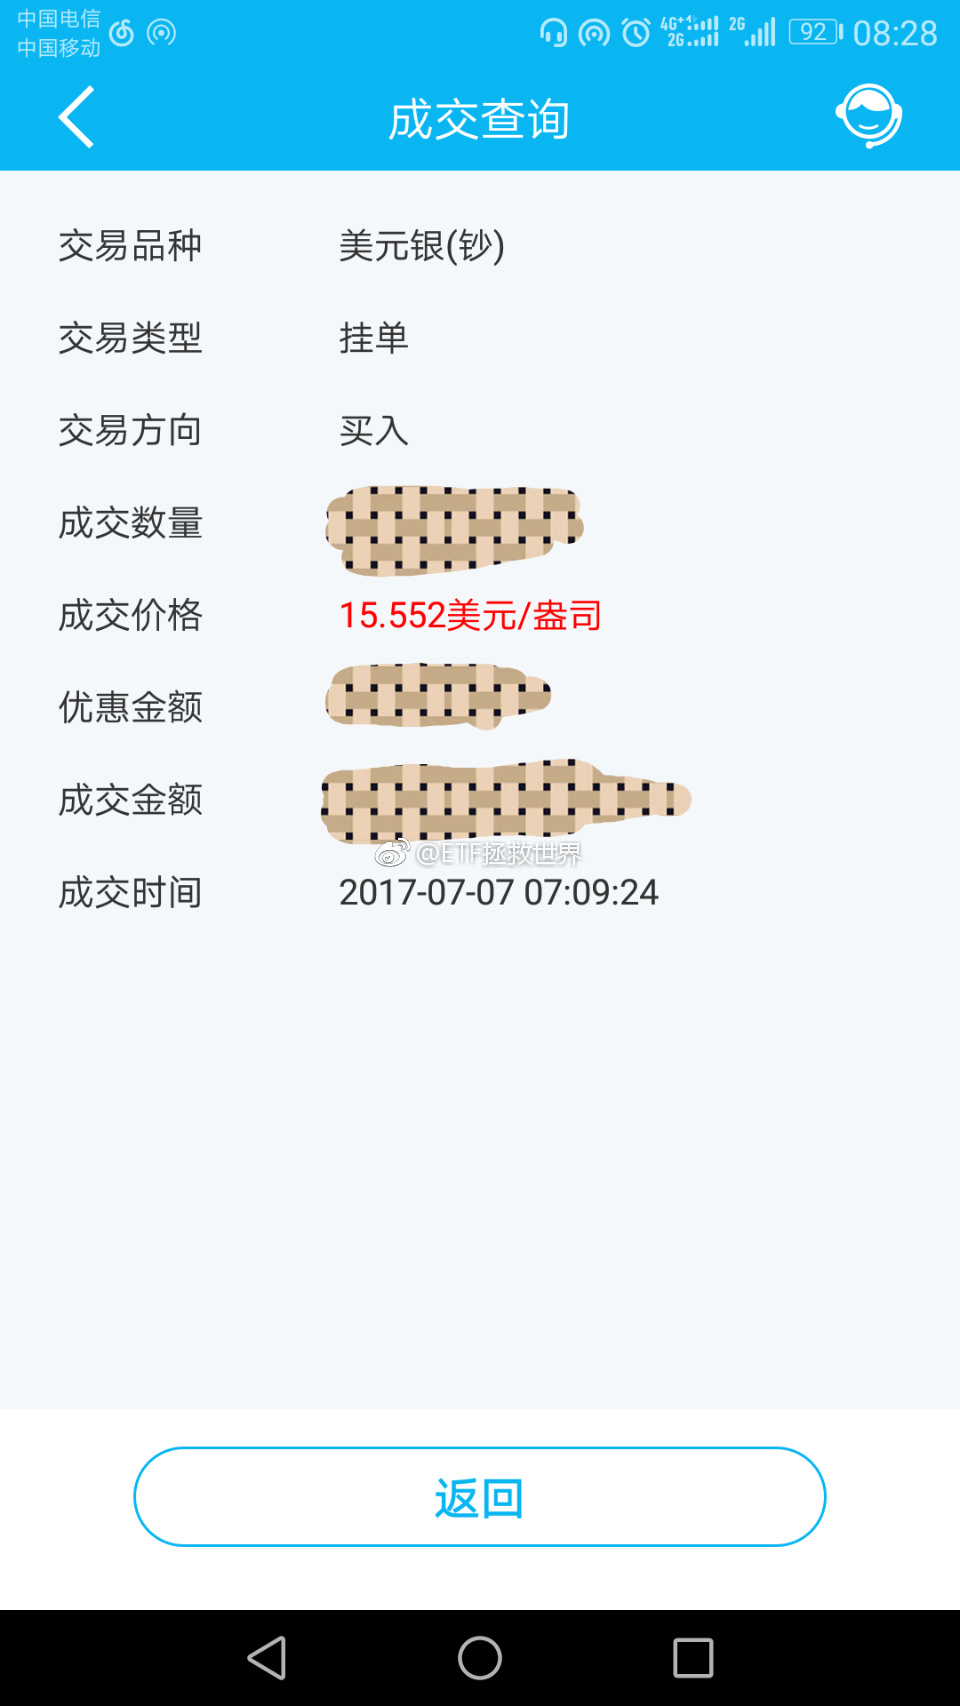 中国电信
中国移动
4G+ 2G 2G 92 08:28
成交查询
交易品种 美元银(钞)
交易类型 挂单
交易方向 买入
成交数量
成交价格 15.552美元/盎司
优惠金额
成交金额
@ETF拯救世界
成交时间 2017-07-07 07:09:24
返回